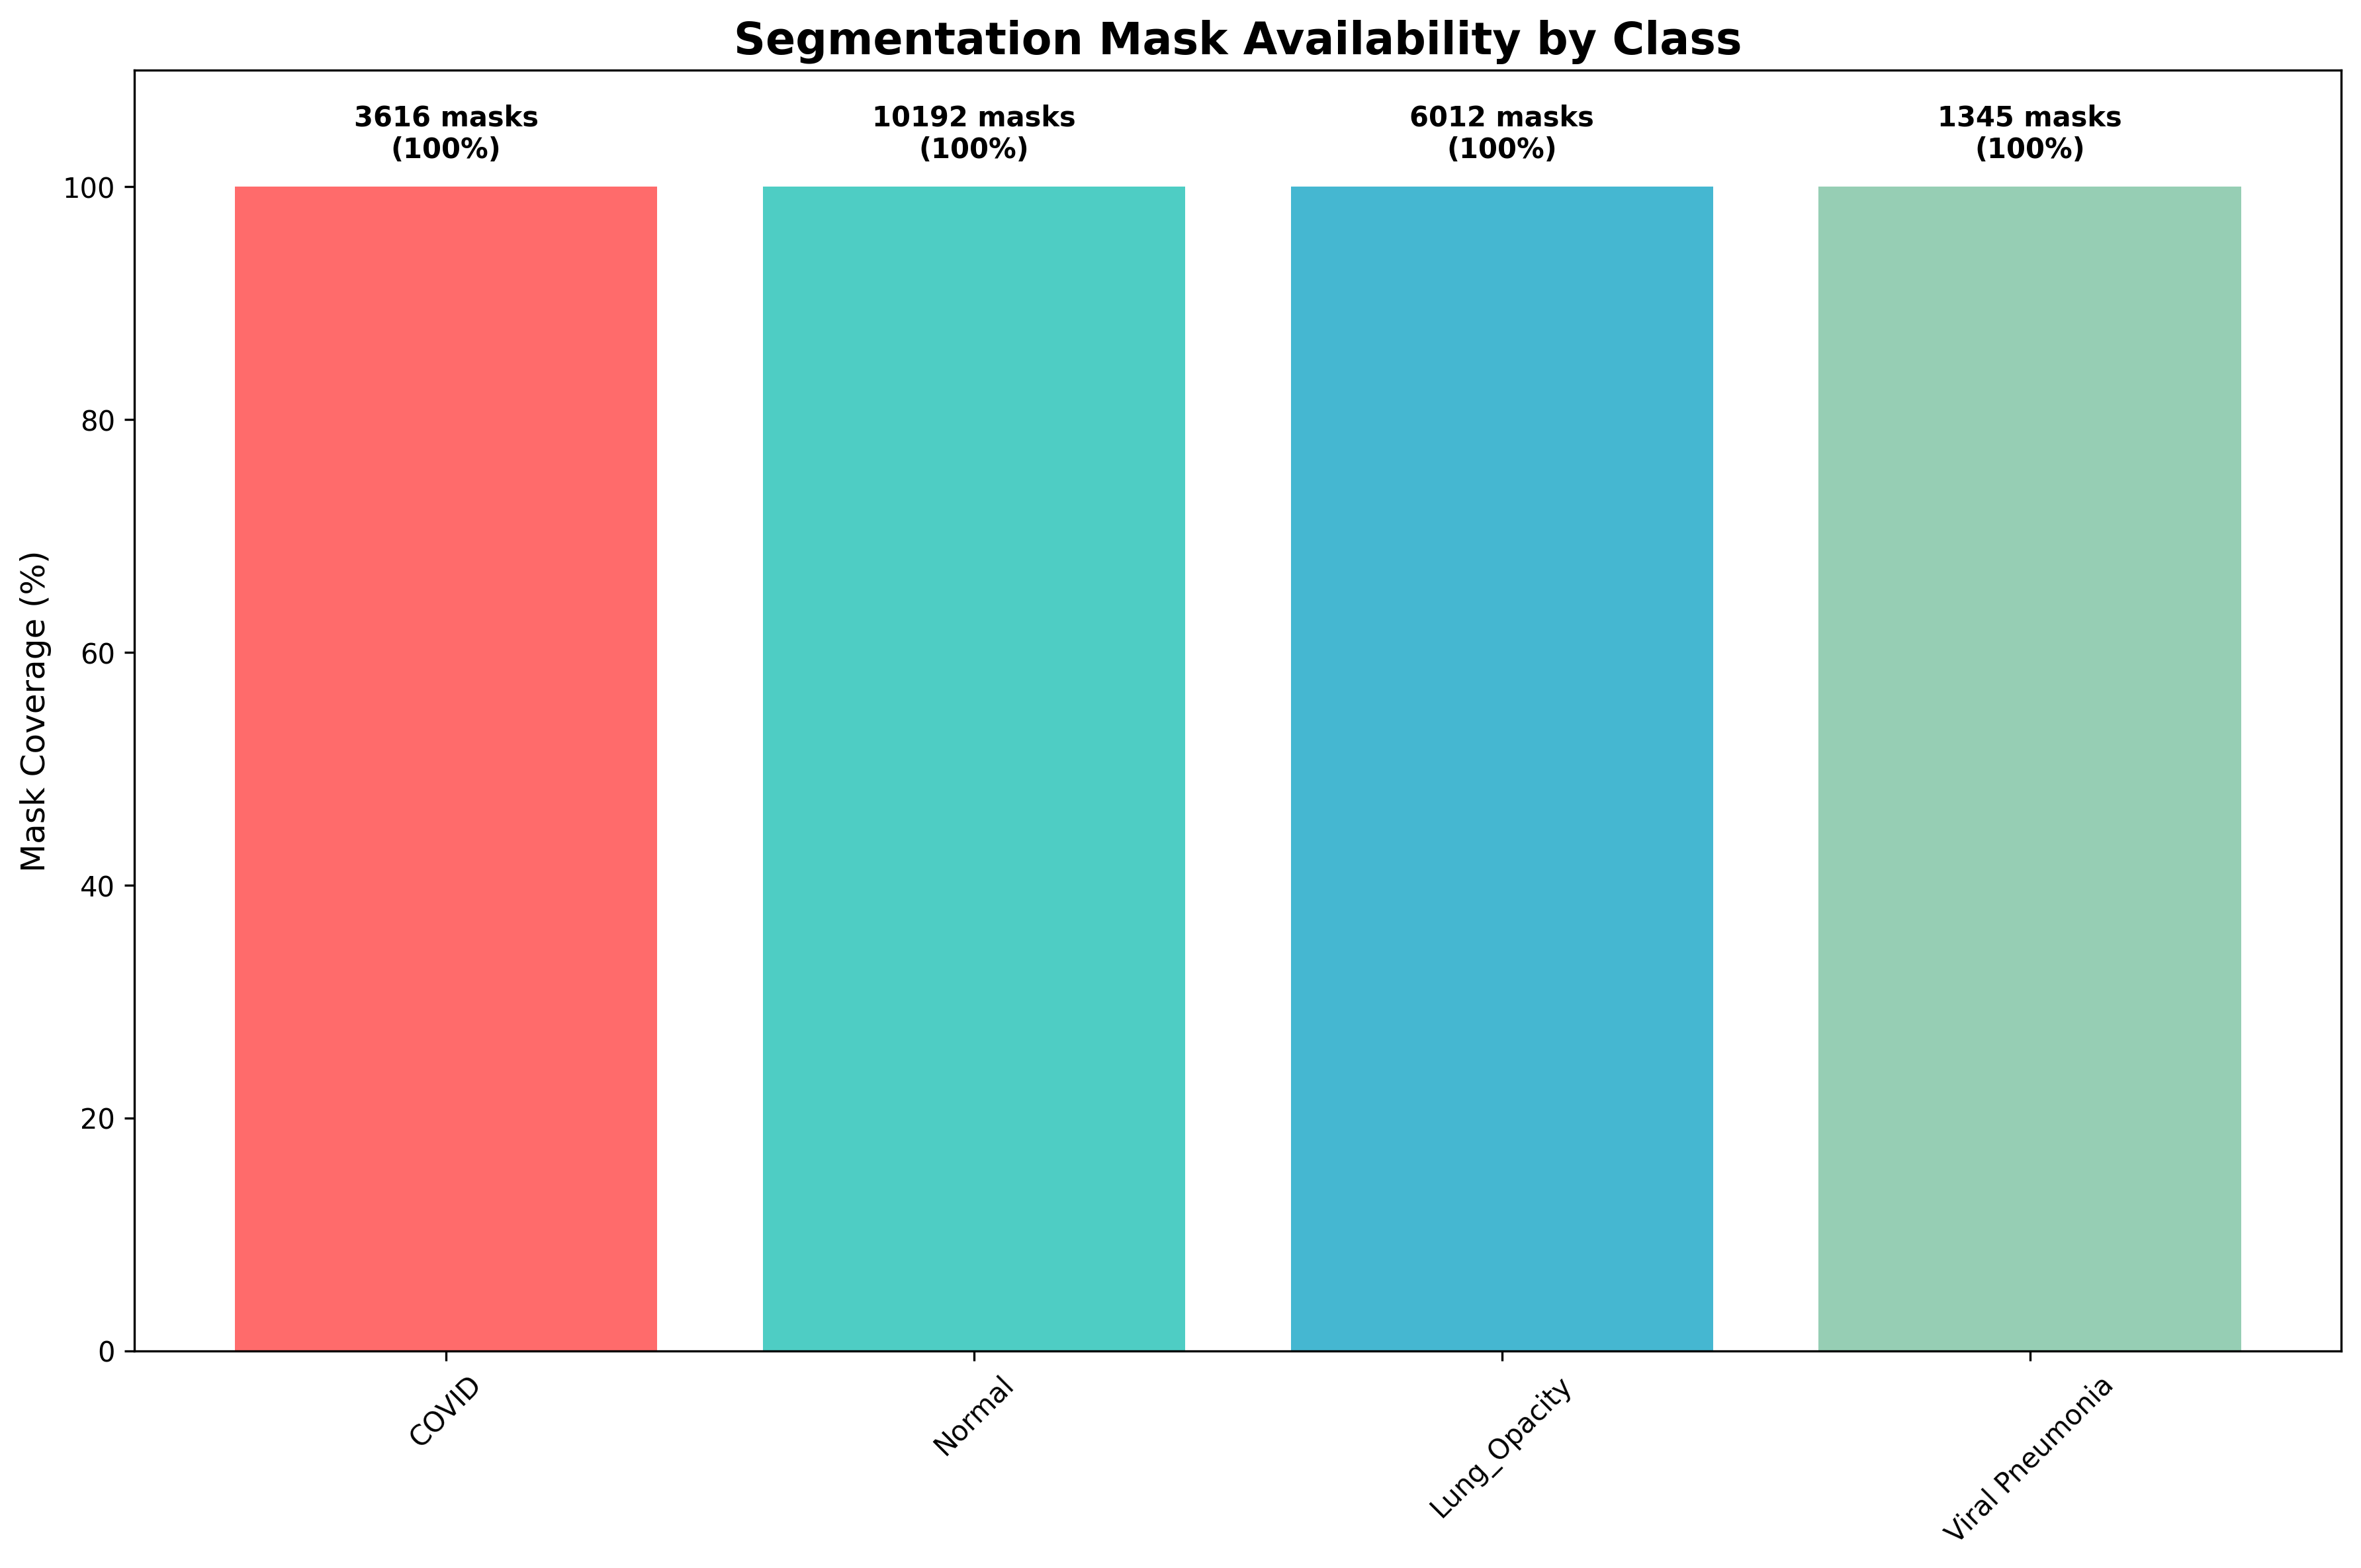 Segmentation Mask Availability by Class
3616 masks
(100%)
10192 masks
(100%)
6012 masks
(100%)
1345 masks
(100%)
Mask Coverage (%)
100
80
60
40
20
0
COVID
Normal
Lung_Opacity
Viral Pneumonia